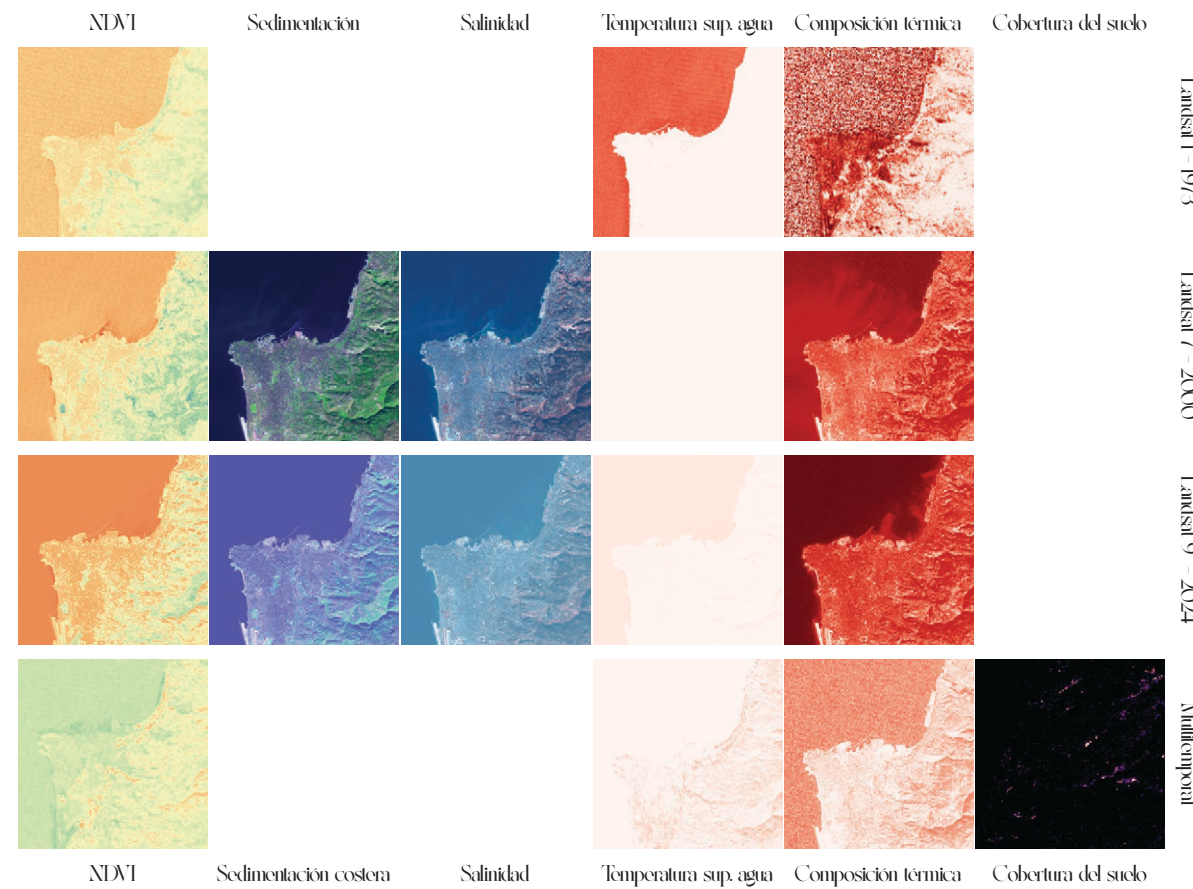 NDVI
Sedimentación
Salinidad
Temperatura sup. agua
Composición térmica
Cobertura del suelo
Landsat 1 - 1973
Landsat 7 - 2000
Landsat 9 - 2024
Multitemporal
NDVI
Sedimentación costera
Salinidad
Temperatura sup. agua
Composición térmica
Cobertura del suelo